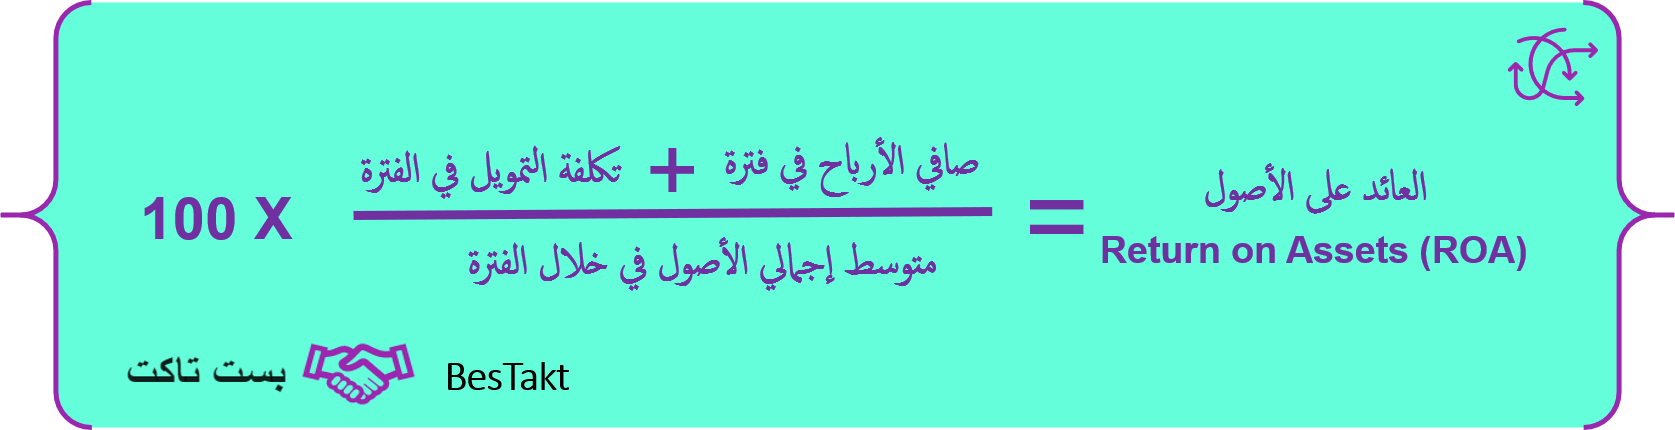 العائد على الأصول
Return on Assets (ROA)
=
صافي الأرباح في فترة + تكلفة التمويل في الفترة
متوسط إجمالي الأصول في خلال الفترة
100 X
بست تاكت BesTakt